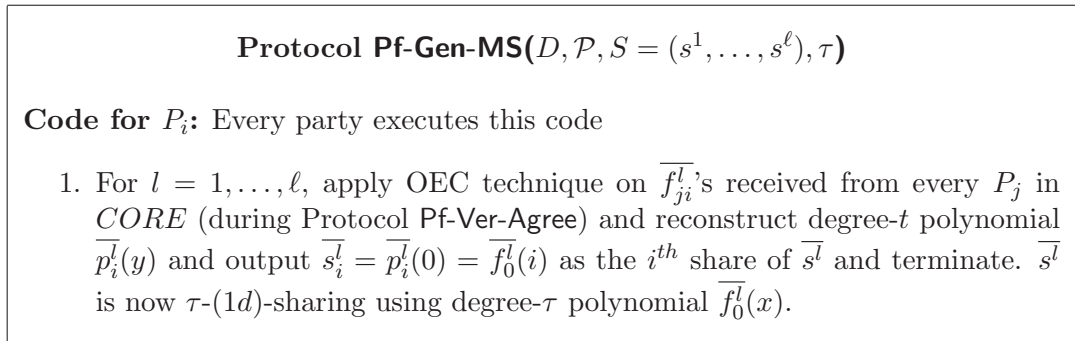 Protocol Pf-Gen-MS(D, 𝒫, S = (s¹, . . . , s^ℓ), τ)
Code for P_i: Every party executes this code
1. For l = 1, . . . , ℓ, apply OEC technique on \overline{f^l_{ji}}'s received from every P_j in
CORE (during Protocol Pf-Ver-Agree) and reconstruct degree-t polynomial
\overline{p^l_i}(y) and output \overline{s^l_i} = \overline{p^l_i}(0) = \overline{f^l_0}(i) as the i^{th} share of \overline{s^l} and terminate. \overline{s^l}
is now τ-(1d)-sharing using degree-τ polynomial \overline{f^l_0}(x).